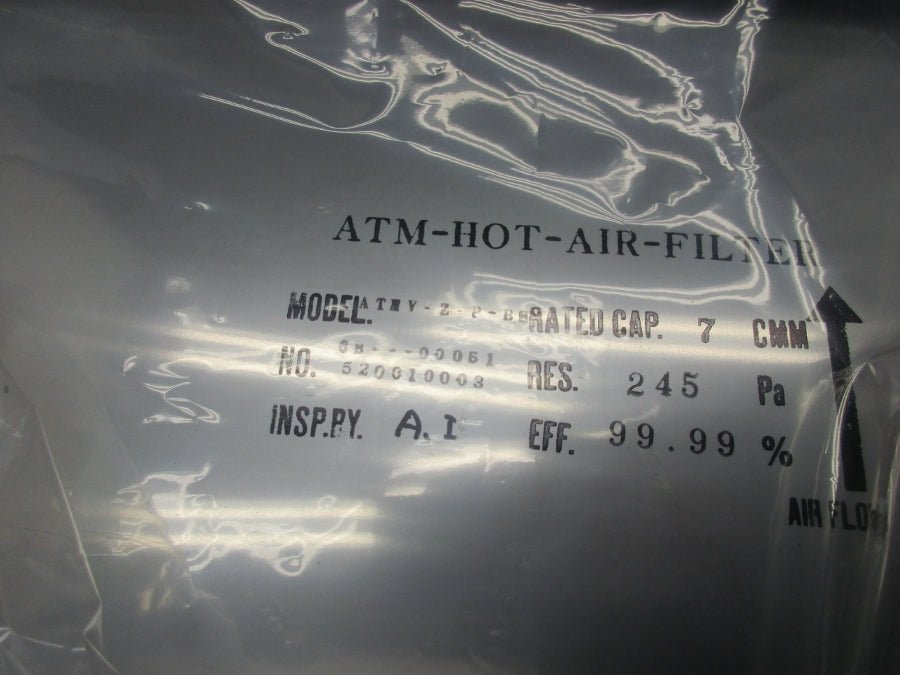 ATM-HOT-AIR-FILTER
MODEL. RATED CAP. 7 CMM
NO. 520010003 RES. 245 Pa
INSP.BY. A.I EFF. 99.99 %
AIR FLO